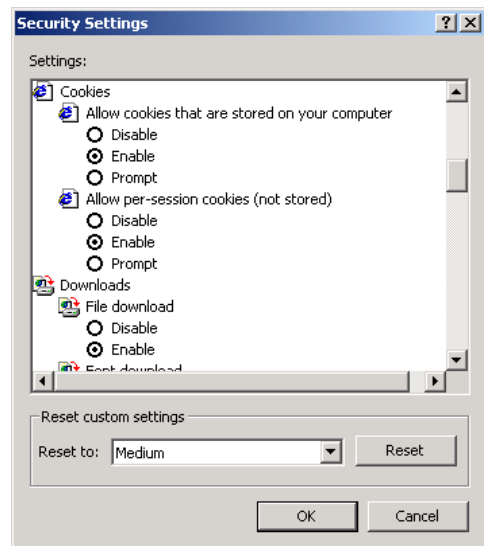 Security Settings
Settings:
Cookies
Allow cookies that are stored on your computer
Disable
Enable
Prompt
Allow per-session cookies (not stored)
Disable
Enable
Prompt
Downloads
File download
Disable
Enable
Font download
Reset custom settings
Reset to: Medium Reset
OK Cancel